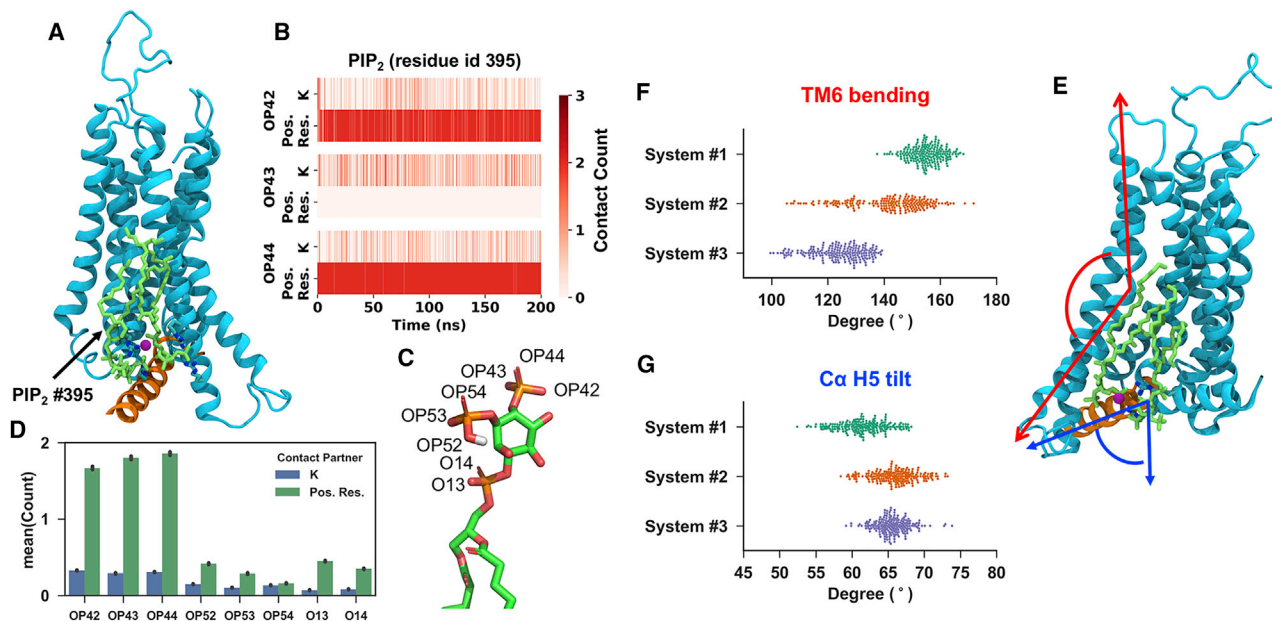 A
PIP2 #395
B
PIP2 (residue id 395)
OP42
K
Pos. Res.
OP43
K
Pos. Res.
OP44
K
Pos. Res.
0 50 100 150 200
Time (ns)
3
2
1
0
Contact Count
C
OP44
OP43
OP42
OP54
OP53
OP52
O14
O13
D
2
1
0
mean(Count)
Contact Partner
K
Pos. Res.
OP42 OP43 OP44 OP52 OP53 OP54 O13 O14
F
TM6 bending
System #1
System #2
System #3
100 120 140 160 180
Degree (°)
G
Cα H5 tilt
System #1
System #2
System #3
45 50 55 60 65 70 75 80
Degree (°)
E